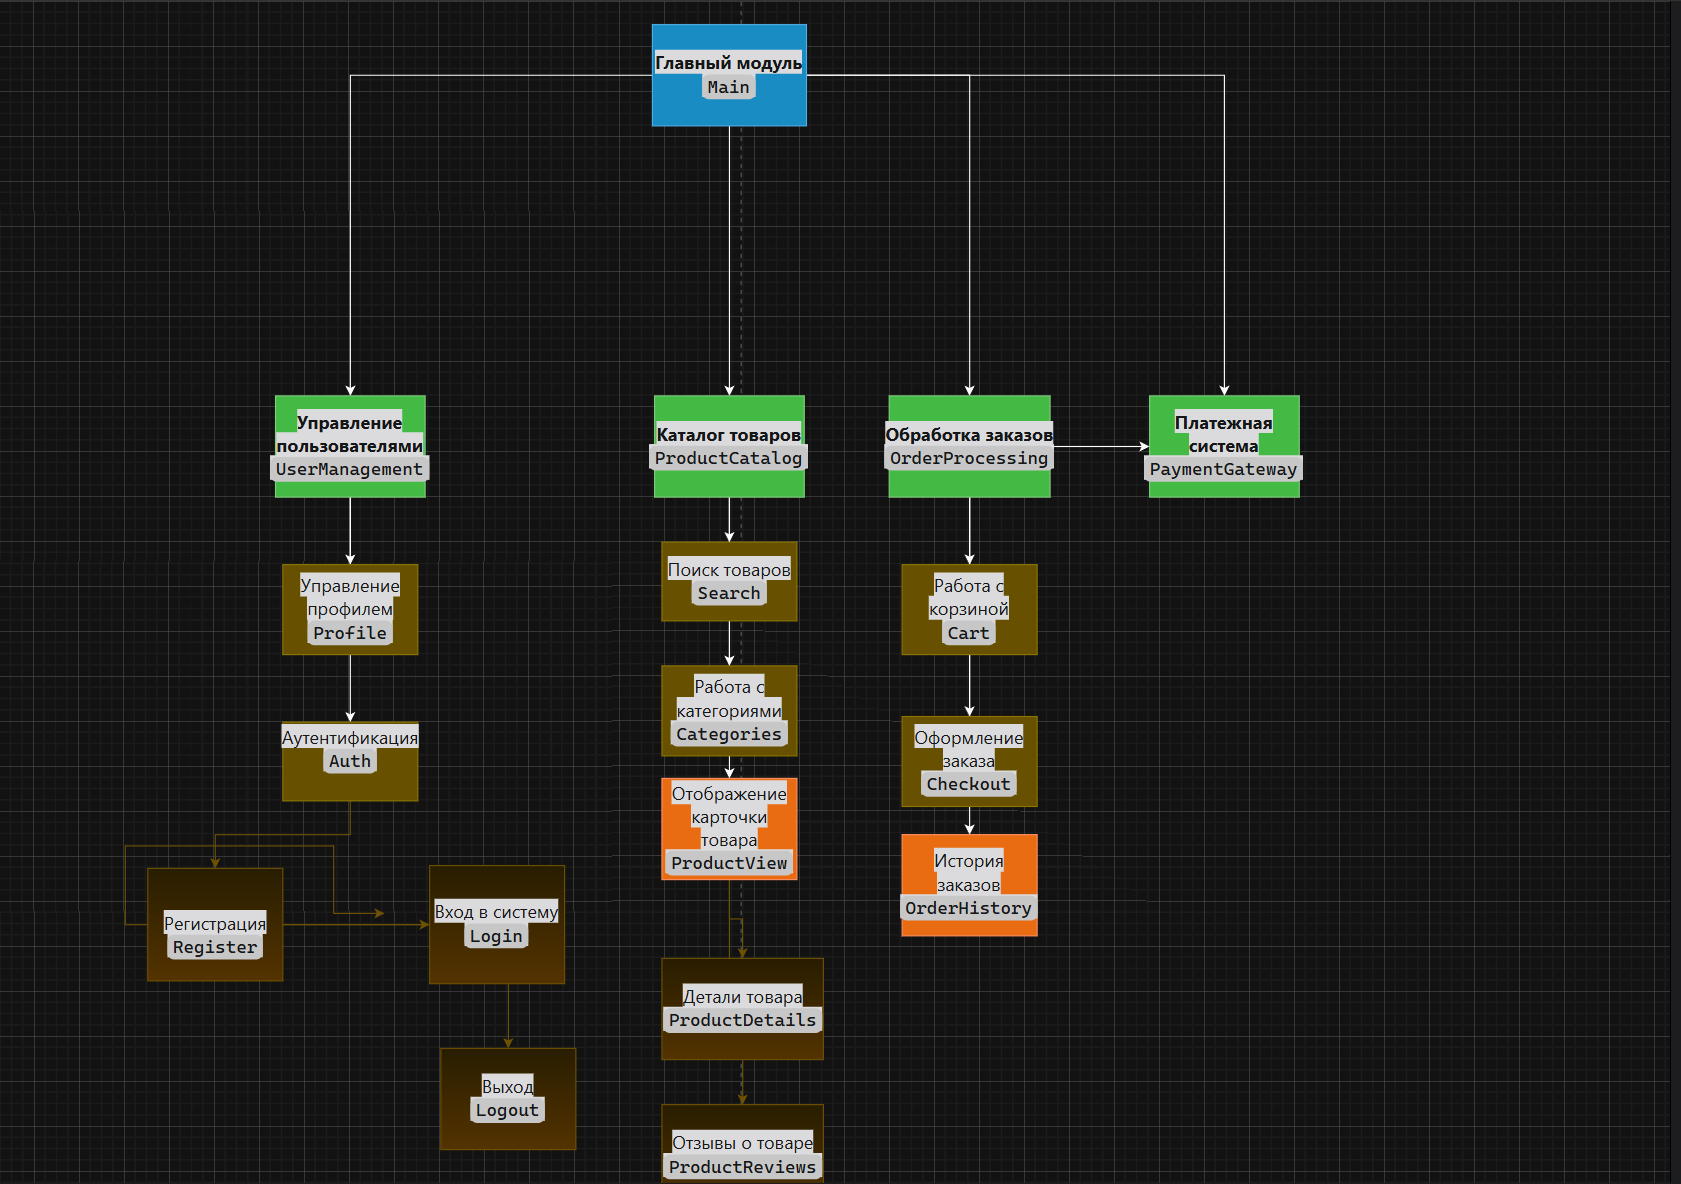 Главный модуль
Main
Управление
пользователями
UserManagement
Каталог товаров
ProductCatalog
Обработка заказов
OrderProcessing
Платежная
система
PaymentGateway
Управление
профилем
Profile
Поиск товаров
Search
Работа с
корзиной
Cart
Аутентификация
Auth
Работа с
категориями
Categories
Оформление
заказа
Checkout
Отображение
карточки
товара
ProductView
История
заказов
OrderHistory
Регистрация
Register
Вход в систему
Login
Детали товара
ProductDetails
Выход
Logout
Отзывы о товаре
ProductReviews